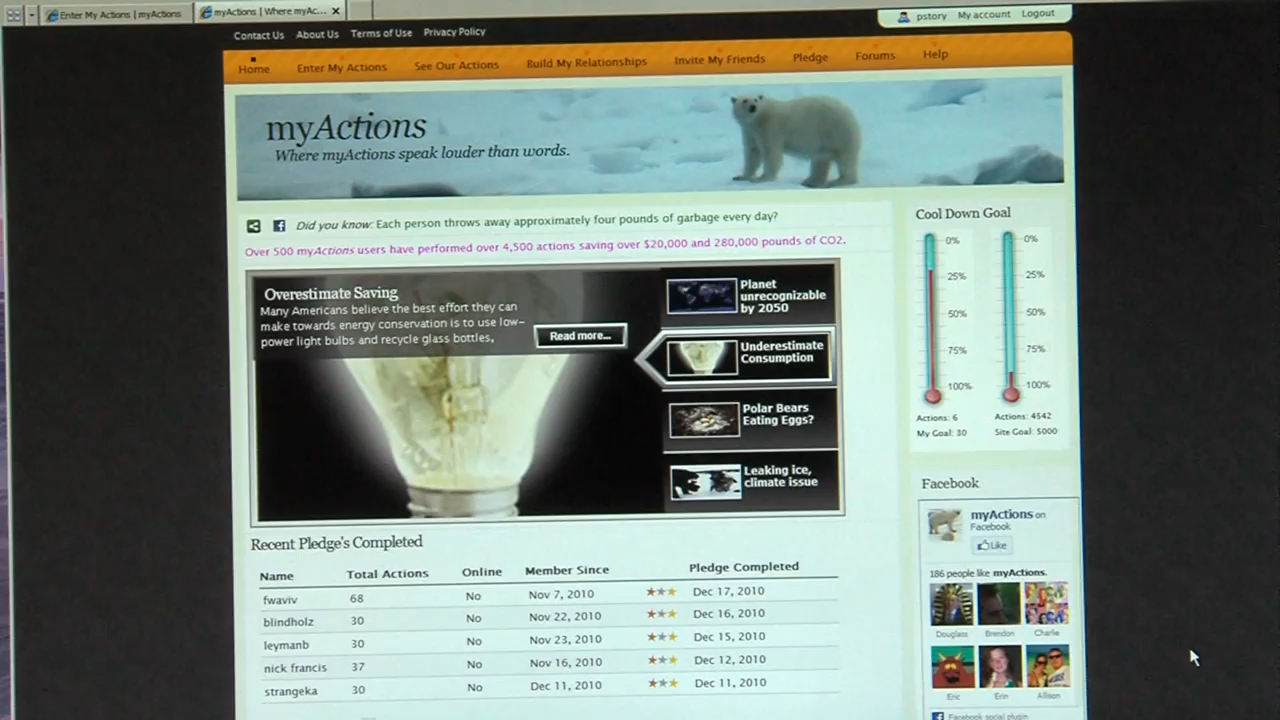 Enter My Actions | myActions
myActions | Where myAc...
pstory My account Logout
Contact Us About Us Terms of Use Privacy Policy
Home Enter My Actions See Our Actions Build My Relationships Invite My Friends Pledge Forums Help
myActions
Where myActions speak louder than words.
Did you know: Each person throws away approximately four pounds of garbage every day?
Over 500 myActions users have performed over 4,500 actions saving over $20,000 and 280,000 pounds of CO2.
Overestimate Saving
Many Americans believe the best effort they can
make towards energy conservation is to use low-
power light bulbs and recycle glass bottles,
Read more...
Planet
unrecognizable
by 2050
Underestimate
Consumption
Polar Bears
Eating Eggs?
Leaking ice,
climate issue
Cool Down Goal
0% 0%
25% 25%
50% 50%
75% 75%
100% 100%
Actions: 6 Actions: 4542
My Goal: 30 Site Goal: 5000
Recent Pledge's Completed
Name Total Actions Online Member Since Pledge Completed
fwaviv 68 No Nov 7, 2010 Dec 17, 2010
blindholz 30 No Nov 22, 2010 Dec 16, 2010
leymanb 30 No Nov 23, 2010 Dec 15, 2010
nick francis 37 No Nov 16, 2010 Dec 12, 2010
strangeka 30 No Dec 11, 2010 Dec 11, 2010
Facebook
myActions on
Facebook
Like
186 people like myActions.
Douglass Brendon Charlie
Eric Erin Allison
Facebook social plugin